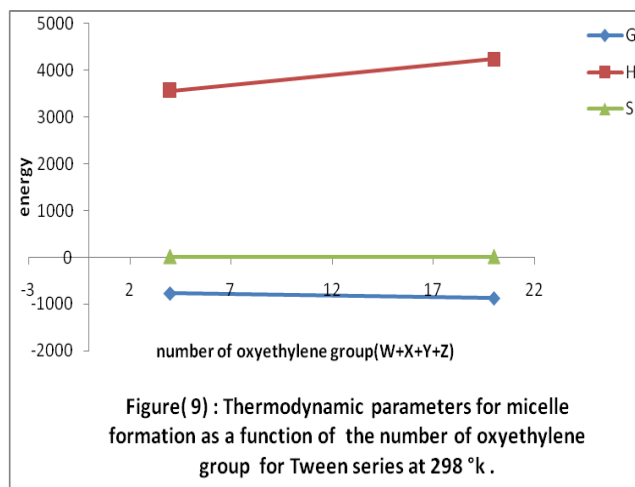 5000
4000
3000
2000
1000
0
-1000
-2000
energy
-3 2 7 12 17 22
number of oxyethylene group(W+X+Y+Z)
G
H
S
Figure( 9) : Thermodynamic parameters for micelle
formation as a function of the number of oxyethylene
group for Tween series at 298 °k .